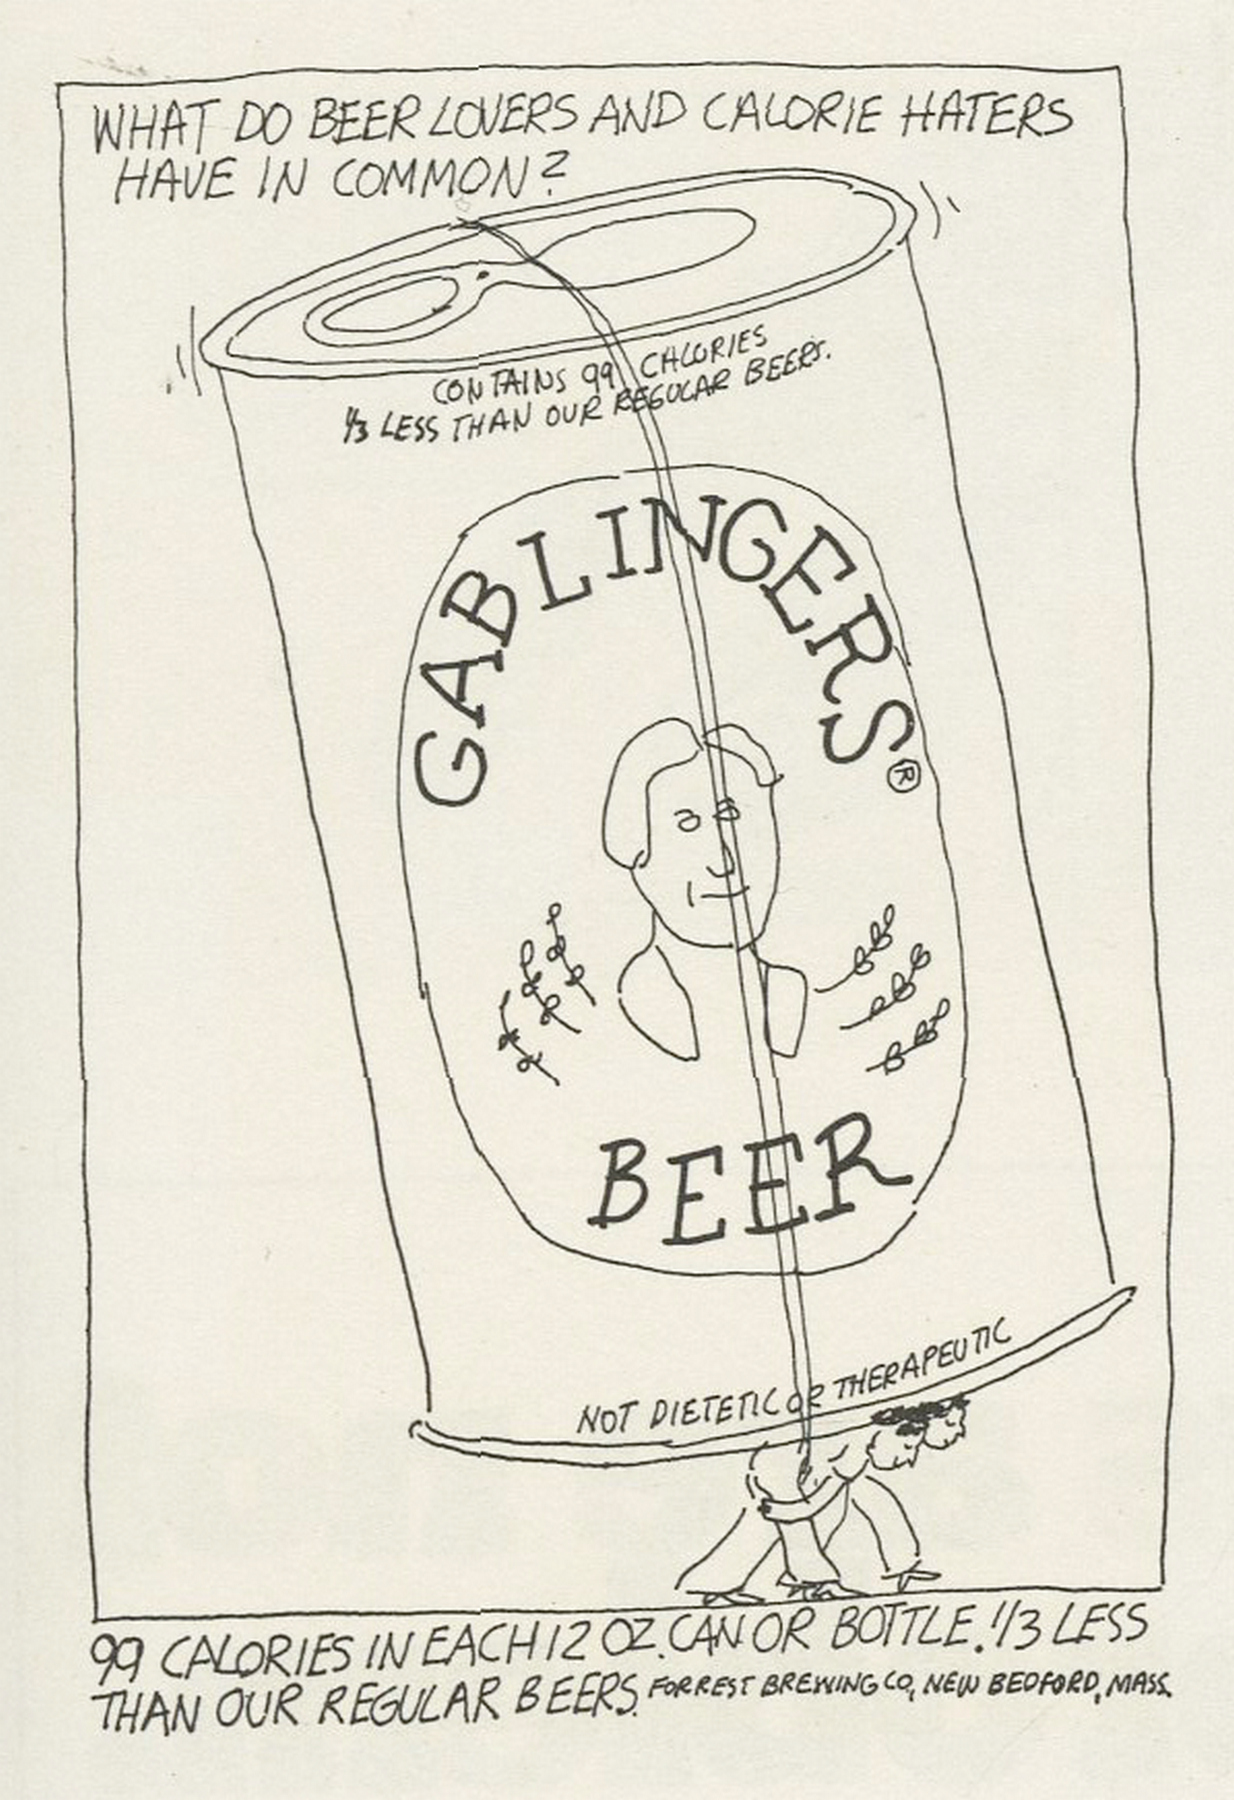 WHAT DO BEER LOVERS AND CALORIE HATERS
HAVE IN COMMON?
CONTAINS 99 CALORIES
1/3 LESS THAN OUR REGULAR BEERS.
GABLINGERS®
BEER
NOT DIETETIC OR THERAPEUTIC
99 CALORIES IN EACH 12 OZ. CAN OR BOTTLE. 1/3 LESS
THAN OUR REGULAR BEERS. FORREST BREWING CO, NEW BEDFORD, MASS.